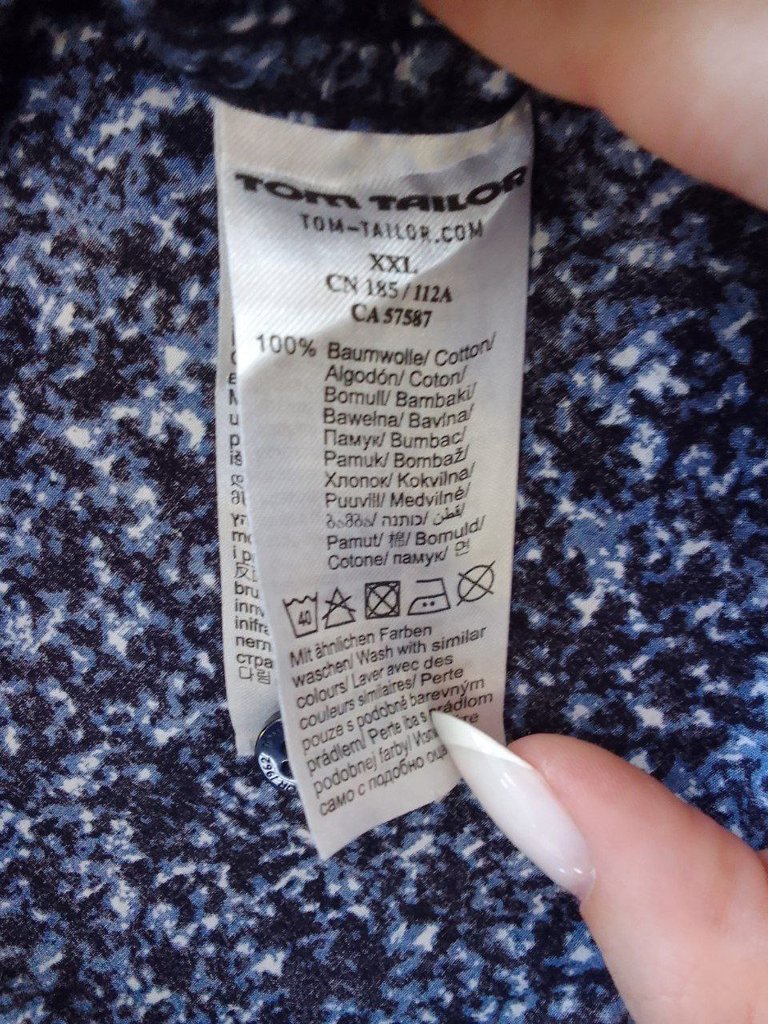 TOM TAILOR
TOM-TAILOR.COM
XXL
CN 185/112A
CA 57587
100% Baumwolle/ Cotton/
Algodón/ Coton/
Bomull/ Bambaki/
Bawełna/ Bavlna/
Памук/ Bumbac/
Pamuk/ Bombaž/
Хлопок/ Kokvilna/
Puuvill/ Medvilnė/
ბამბა/ כותנה/ قطن/
Pamut/ 棉/ Bomuld/
Cotone/ памук/ 면
40
Mit ähnlichen Farben
waschen/ Wash with similar
colours/ Laver avec des
couleurs similaires/ Perte
pouze s podobně barevným
prádlem/ Perte iba s
podobnej farby/
само с подобно